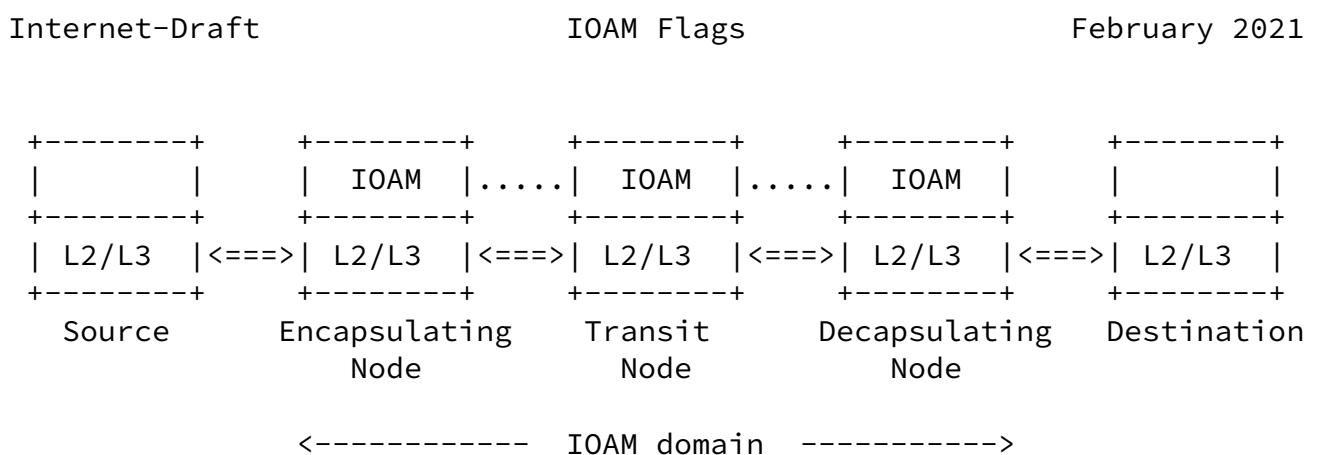 Internet-Draft                 IOAM Flags                  February 2021

 +--------+     +--------+     +--------+     +--------+     +--------+
 |        |     |  IOAM  |.....|  IOAM  |.....|  IOAM  |     |        |
 +--------+     +--------+     +--------+     +--------+     +--------+
 | L2/L3  |<===>| L2/L3  |<===>| L2/L3  |<===>| L2/L3  |<===>| L2/L3  |
 +--------+     +--------+     +--------+     +--------+     +--------+
   Source      Encapsulating    Transit      Decapsulating   Destination
                   Node           Node           Node

                <------------  IOAM domain  ----------->